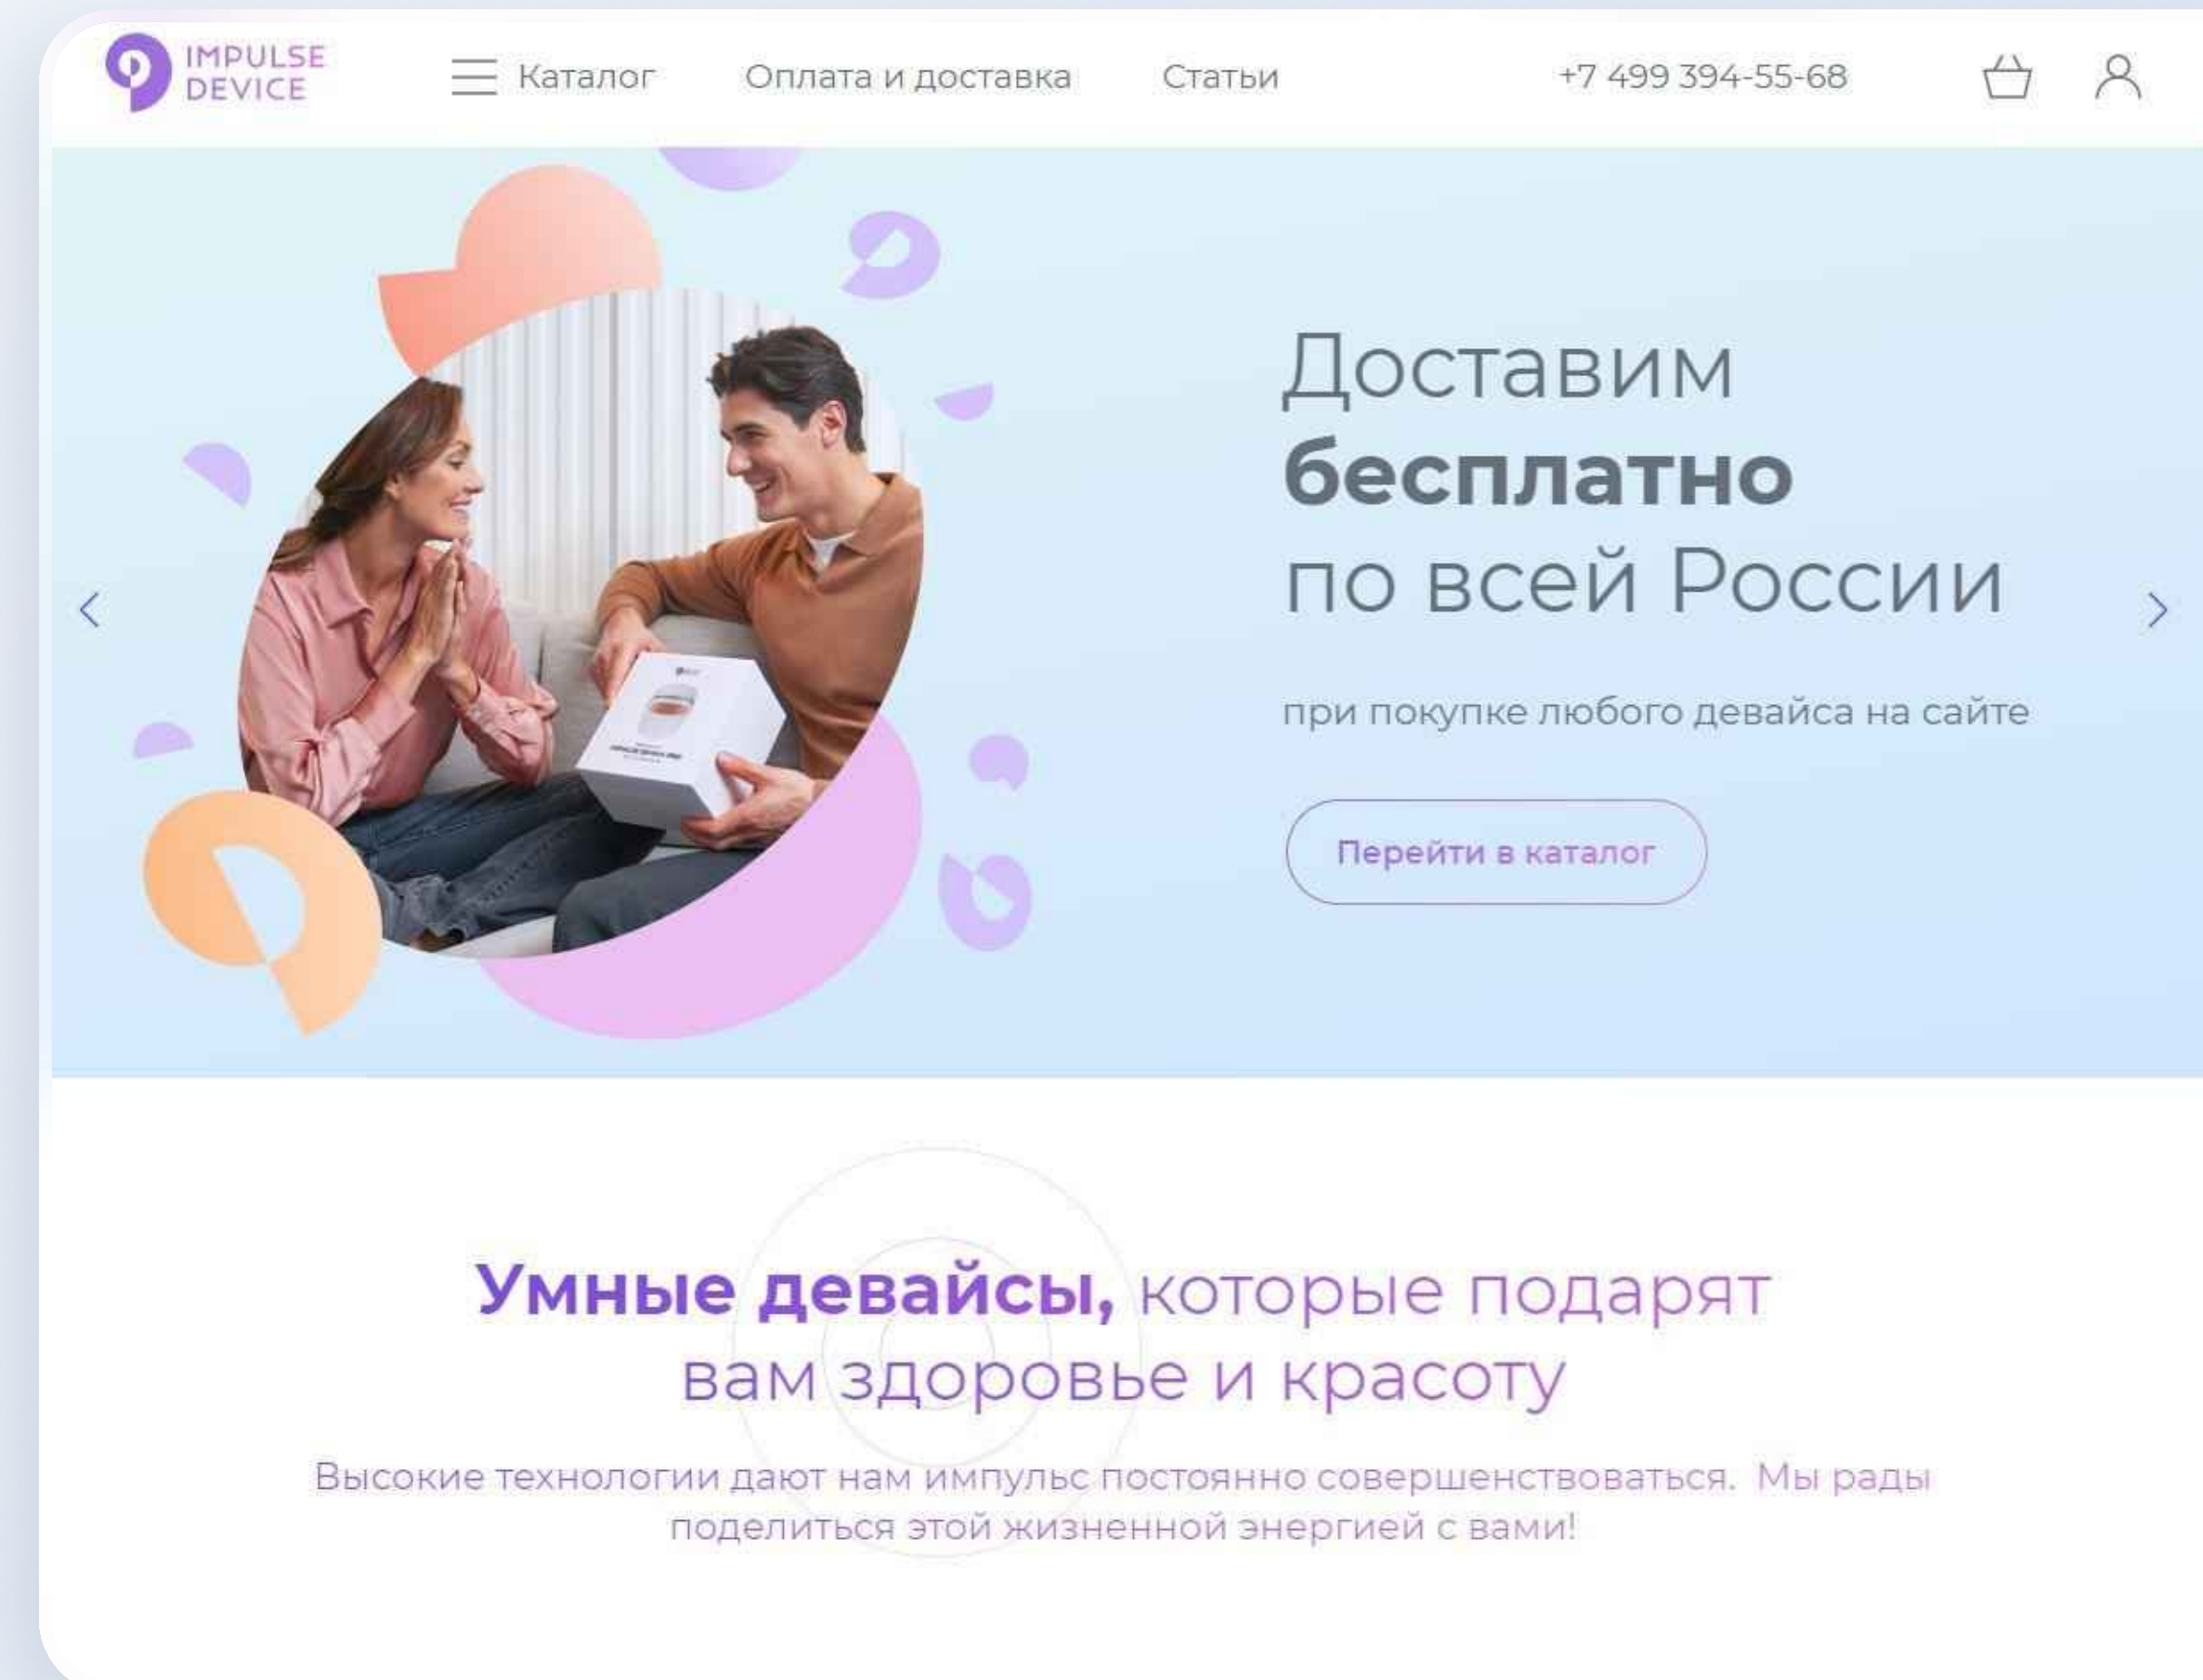 IMPULSE
DEVICE
Каталог
Оплата и доставка
Статьи
+7 499 394-55-68
Доставим
бесплатно
по всей России
при покупке любого девайса на сайте
Перейти в каталог
Умные девайсы, которые подарят
вам здоровье и красоту
Высокие технологии дают нам импульс постоянно совершенствоваться. Мы рады
поделиться этой жизненной энергией с вами!